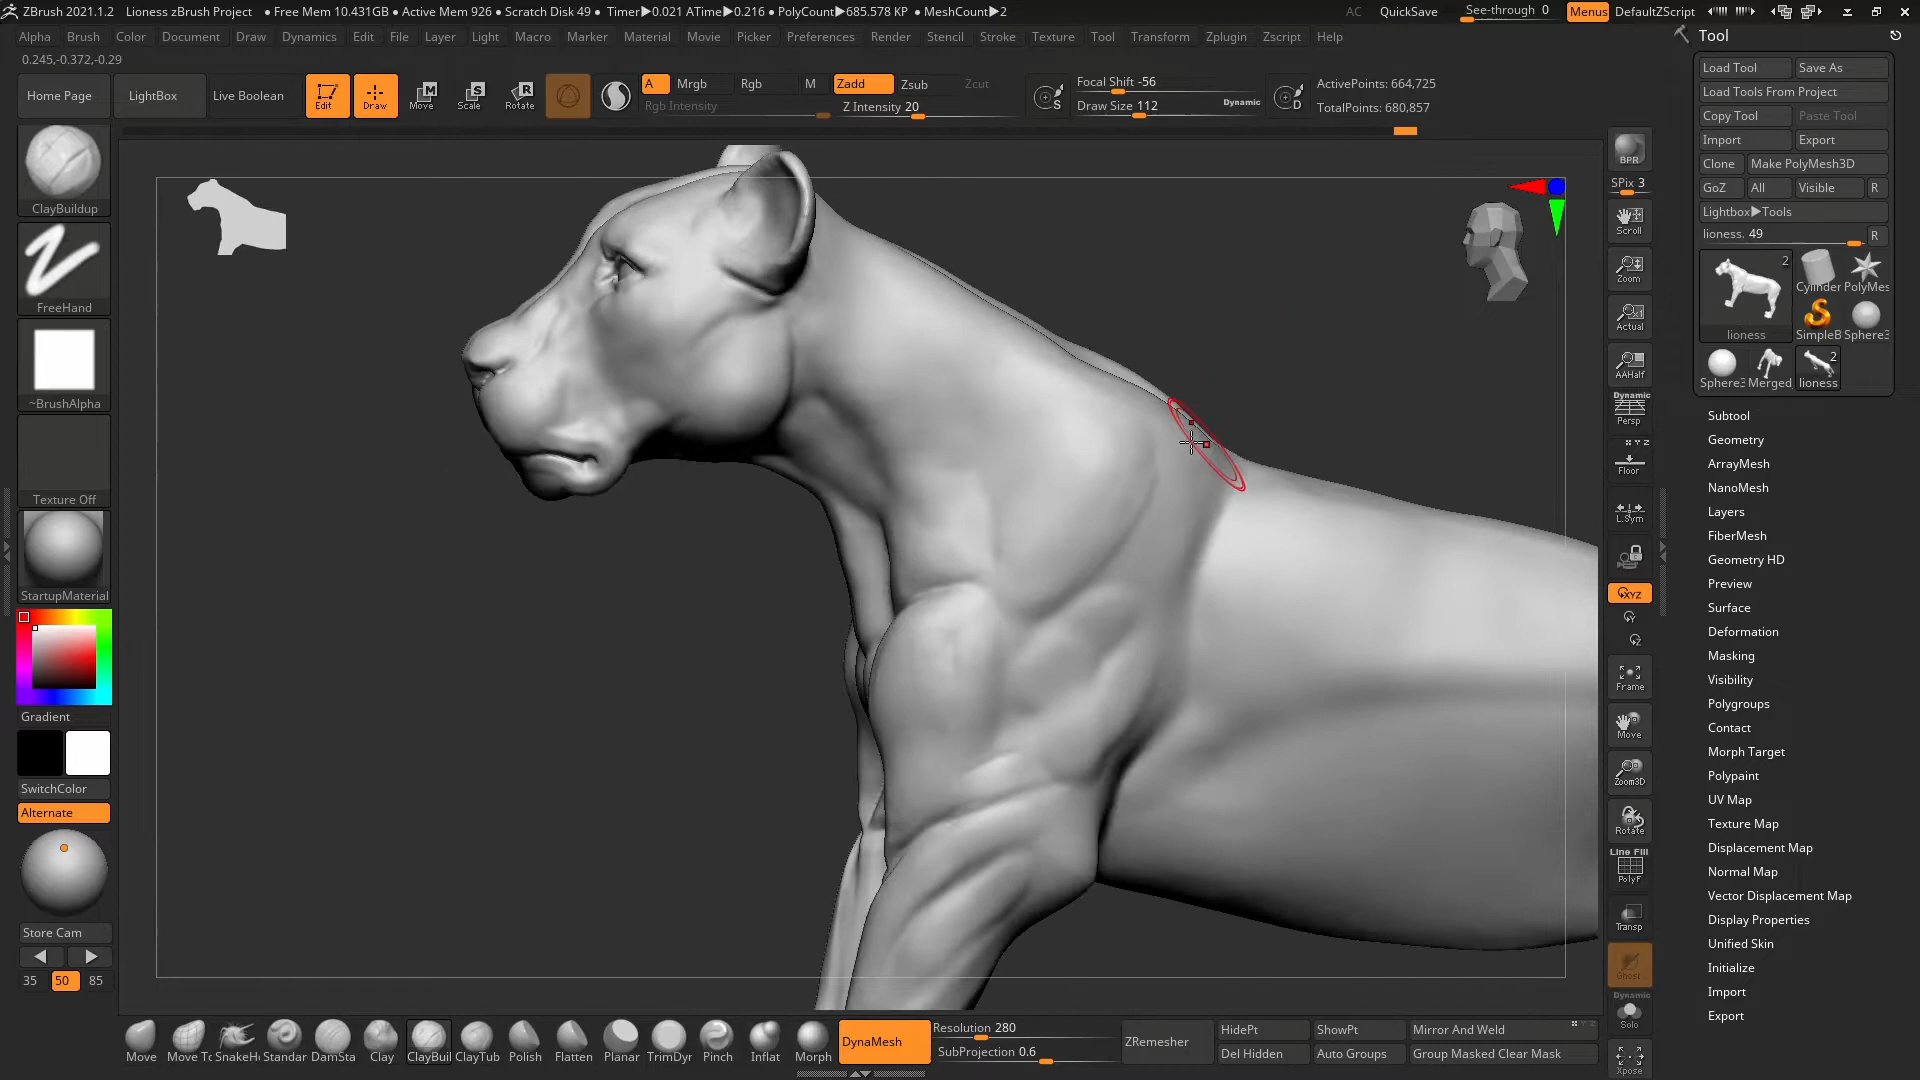 ZBrush 2021.1.2 Lioness zBrush Project • Free Mem 10.431GB • Active Mem 926 • Scratch Disk 49 • Timer▶0.021 ATime▶0.216 • PolyCount▶685.578 KP • MeshCount▶2 AC QuickSave See-through 0 Menus DefaultZScript
Alpha Brush Color Document Draw Dynamics Edit File Layer Light Macro Marker Material Movie Picker Preferences Render Stencil Stroke Texture Tool Transform Zplugin Zscript Help
0.245,-0.372,-0.29
Home Page LightBox Live Boolean Edit Draw Move Scale Rotate
A Mrgb Rgb M Zadd Zsub Zcut
Rgb Intensity Z Intensity 20
Focal Shift -56
Draw Size 112 Dynamic
ActivePoints: 664,725
TotalPoints: 680,857
ClayBuildup
FreeHand
~BrushAlpha
Texture Off
StartupMaterial
Gradient
SwitchColor
Alternate
Store Cam
35 50 85
BPR
SPix 3
Scroll
Zoom
Actual
AAHalf
Dynamic
Persp
X Y Z
Floor
L.Sym
XYZ
Y
Z
Frame
Move
Zoom3D
Rotate
Line Fill
PolyF
Transp
Ghost
Dynamic
Solo
Xpose
Tool
Load Tool Save As
Load Tools From Project
Copy Tool Paste Tool
Import Export
Clone Make PolyMesh3D
GoZ All Visible R
Lightbox▶Tools
lioness. 49 R
2
Cylinder PolyMes
lioness SimpleB Sphere3
2
Sphere3 Merged lioness
Subtool
Geometry
ArrayMesh
NanoMesh
Layers
FiberMesh
Geometry HD
Preview
Surface
Deformation
Masking
Visibility
Polygroups
Contact
Morph Target
Polypaint
UV Map
Texture Map
Displacement Map
Normal Map
Vector Displacement Map
Display Properties
Unified Skin
Initialize
Import
Export
Move Move To SnakeH Standar DamSta Clay ClayBuil ClayTub Polish Flatten Planar TrimDyr Pinch Inflat Morph
DynaMesh
Resolution 280
SubProjection 0.6
ZRemesher
HidePt ShowPt Mirror And Weld
Del Hidden Auto Groups Group Masked Clear Mask